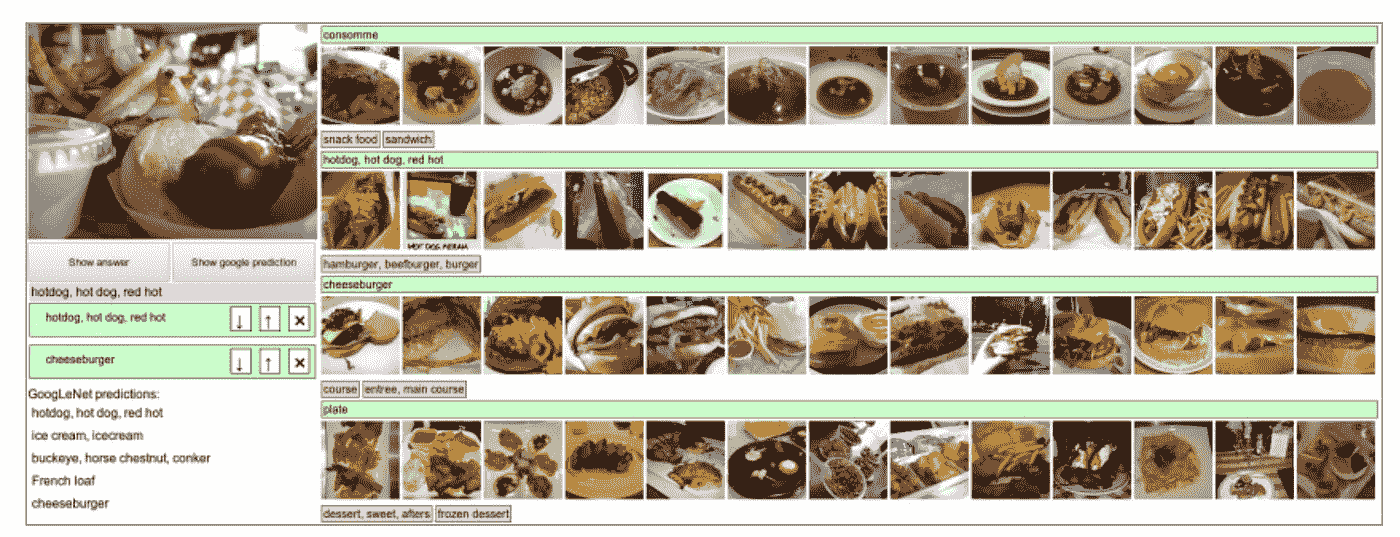 Show answer
Show google prediction
hotdog, hot dog, red hot
hotdog, hot dog, red hot
↓ ↑ ×
cheeseburger
↓ ↑ ×
GoogLeNet predictions:
hotdog, hot dog, red hot
ice cream, icecream
buckeye, horse chestnut, conker
French loaf
cheeseburger
consomme
snack food sandwich
hotdog, hot dog, red hot
HOT DOG
hamburger, beefburger, burger
cheeseburger
course entree, main course
plate
dessert, sweet, afters frozen dessert